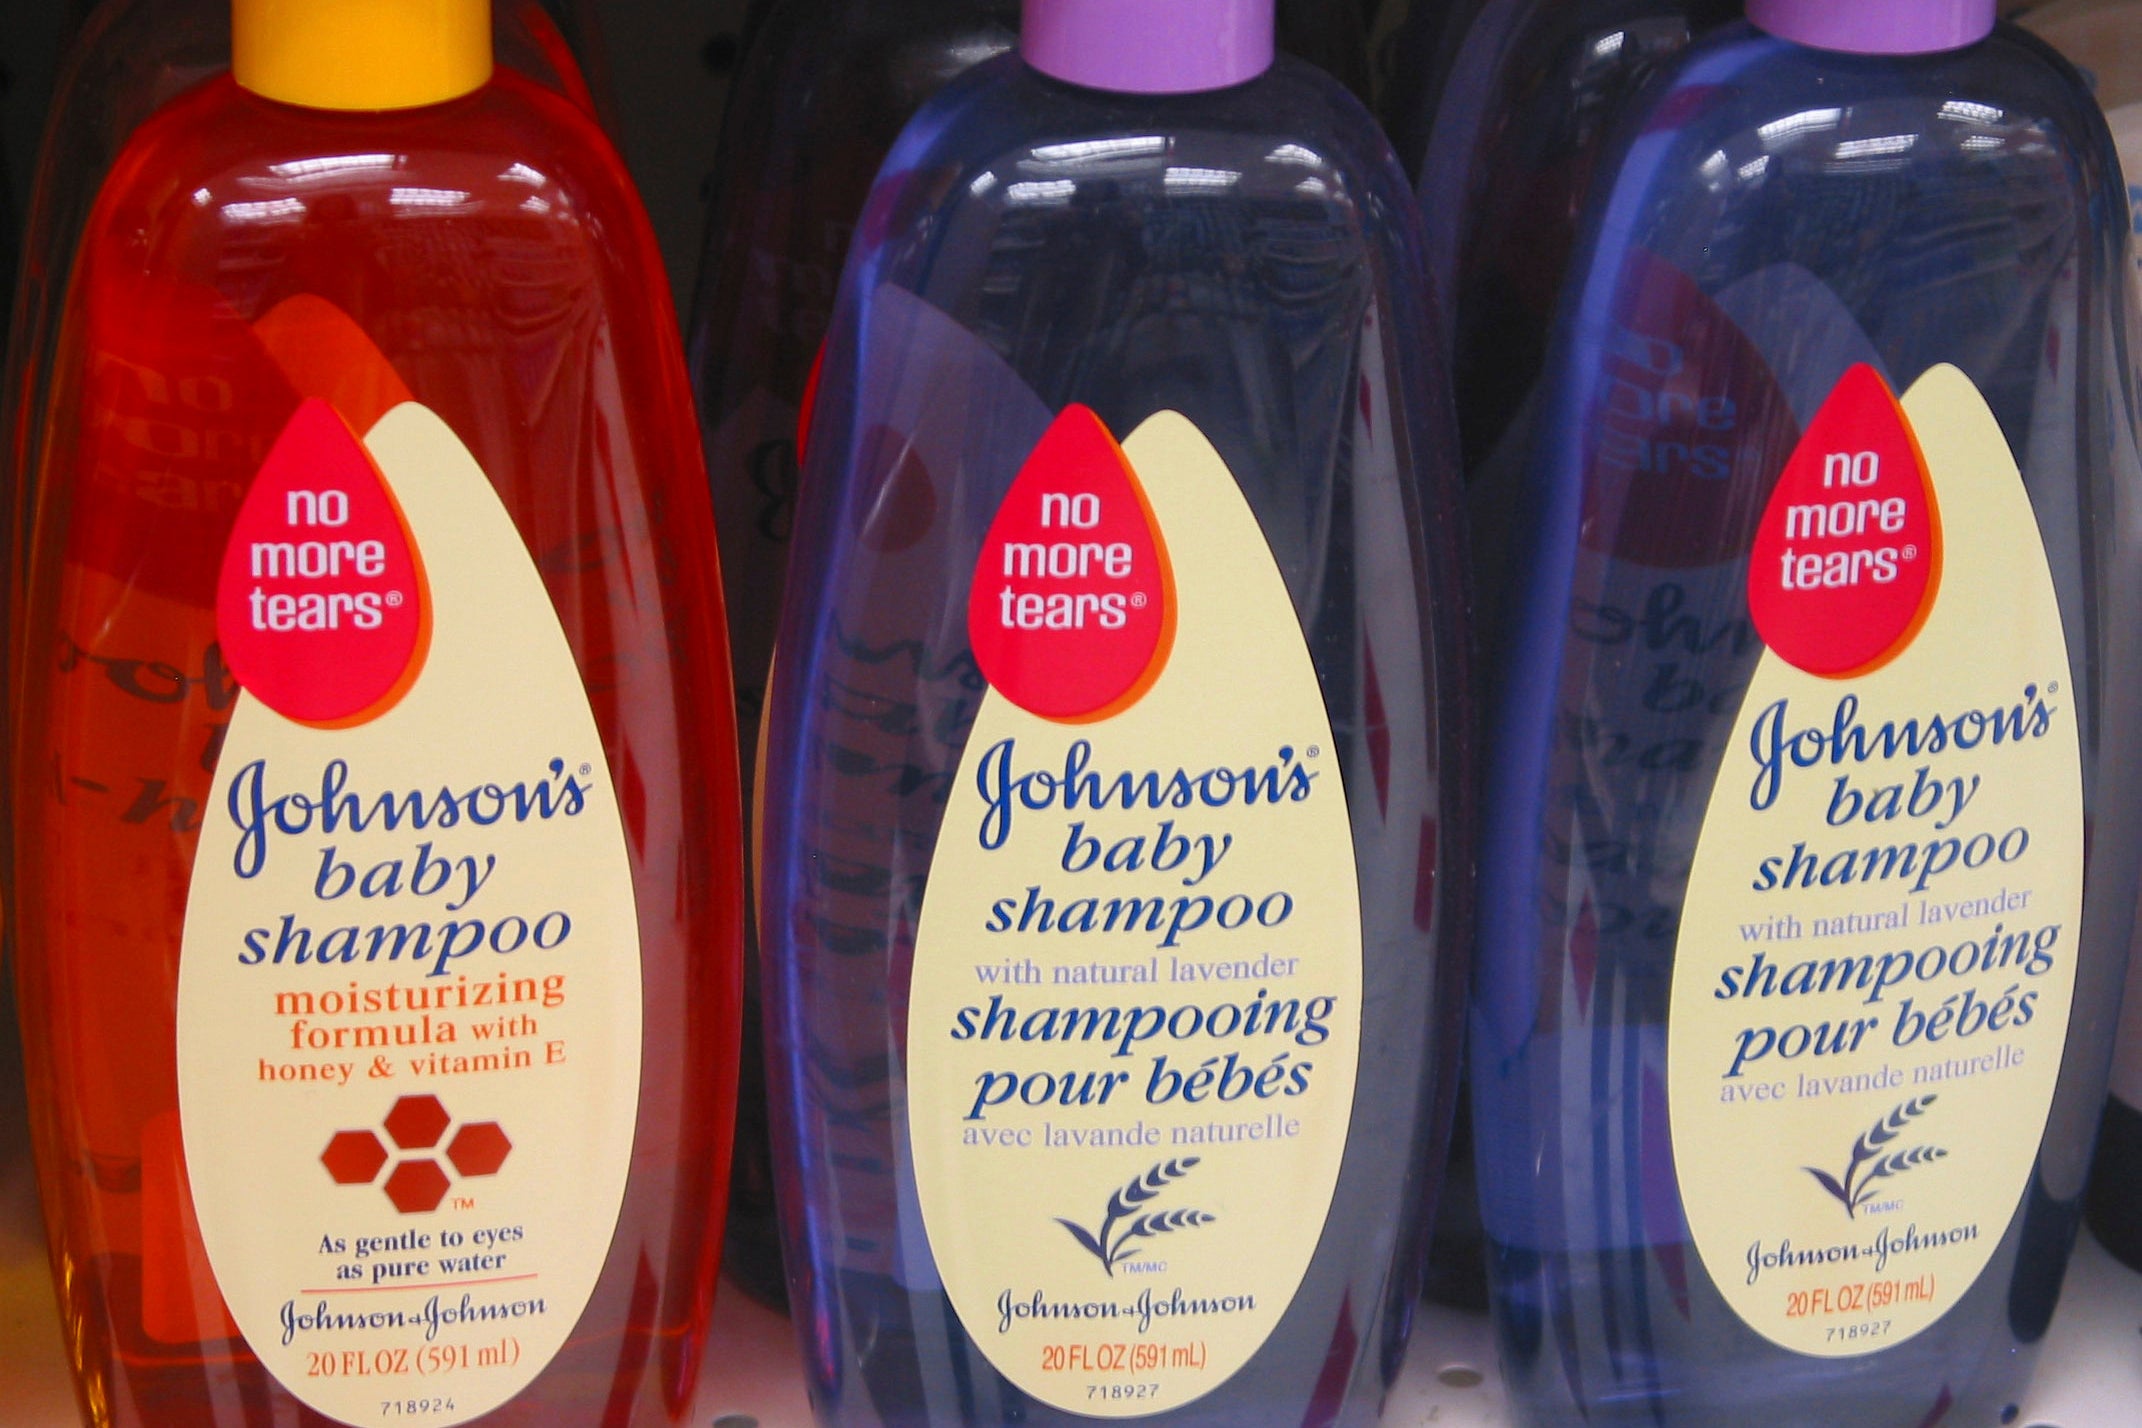 no
more
tears®
Johnson's®
baby
shampoo
moisturizing
formula with
honey & vitamin E
TM
As gentle to eyes
as pure water
Johnson+Johnson
20 FL OZ (591 ml)
718924
no
more
tears®
Johnson's®
baby
shampoo
with natural lavender
shampooing
pour bébés
avec lavande naturelle
TM/MC
Johnson+Johnson
20 FL OZ (591 mL)
718927
no
more
tears®
Johnson's®
baby
shampoo
with natural lavender
shampooing
pour bébés
avec lavande naturelle
TM/MC
Johnson+Johnson
20 FL OZ (591 mL)
718927